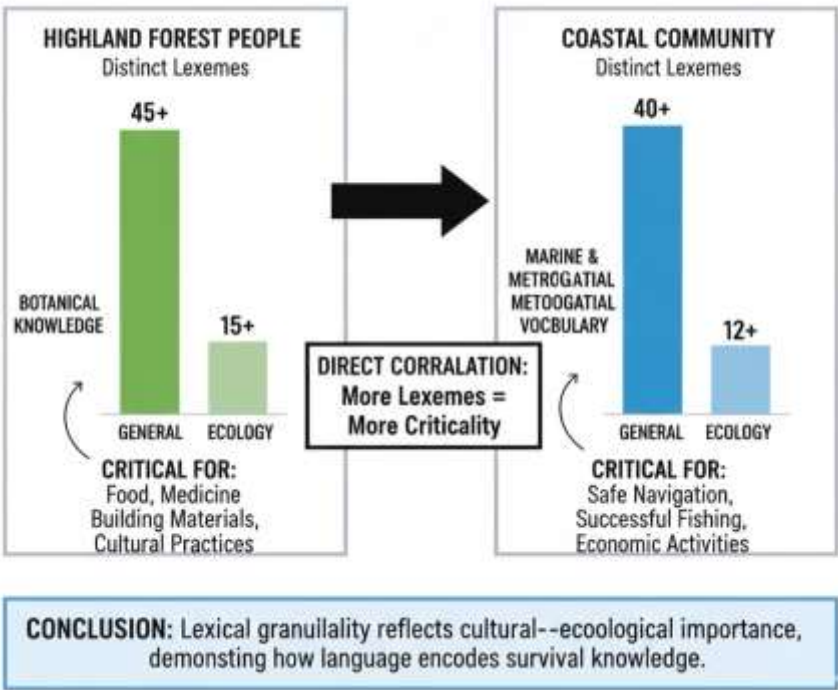 HIGHLAND FOREST PEOPLE
Distinct Lexemes
45+
BOTANICAL
KNOWLEDGE
15+
GENERAL
ECOLOGY
CRITICAL FOR:
Food, Medicine
Building Materials,
Cultural Practices
DIRECT CORRALATION:
More Lexemes =
More Criticality
COASTAL COMMUNITY
Distinct Lexemes
40+
MARINE &
METROGATIAL
METOOGATIAL
VOCBULARY
12+
GENERAL
ECOLOGY
CRITICAL FOR:
Safe Navigation,
Successful Fishing,
Economic Activities
CONCLUSION: Lexical granuilality reflects cultural--ecoological importance,
demonsting how language encodes survival knowledge.